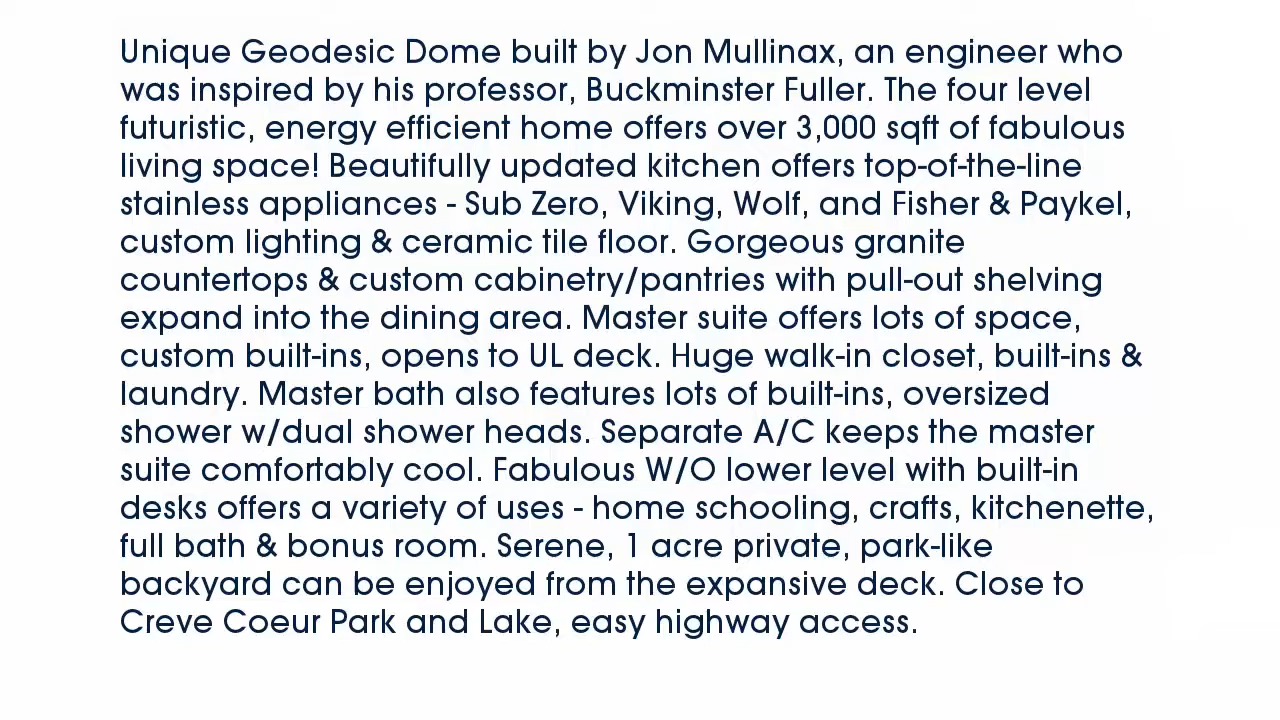 Unique Geodesic Dome built by Jon Mullinax, an engineer who
was inspired by his professor, Buckminster Fuller. The four level
futuristic, energy efficient home offers over 3,000 sqft of fabulous
living space! Beautifully updated kitchen offers top-of-the-line
stainless appliances - Sub Zero, Viking, Wolf, and Fisher & Paykel,
custom lighting & ceramic tile floor. Gorgeous granite
countertops & custom cabinetry/pantries with pull-out shelving
expand into the dining area. Master suite offers lots of space,
custom built-ins, opens to UL deck. Huge walk-in closet, built-ins &
laundry. Master bath also features lots of built-ins, oversized
shower w/dual shower heads. Separate A/C keeps the master
suite comfortably cool. Fabulous W/O lower level with built-in
desks offers a variety of uses - home schooling, crafts, kitchenette,
full bath & bonus room. Serene, 1 acre private, park-like
backyard can be enjoyed from the expansive deck. Close to
Creve Coeur Park and Lake, easy highway access.